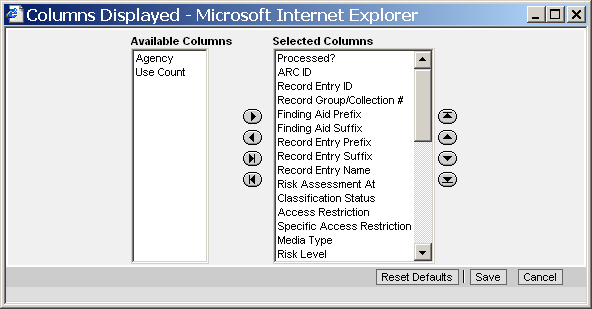 Columns Displayed - Microsoft Internet Explorer
Available Columns
Agency
Use Count
Selected Columns
Processed?
ARC ID
Record Entry ID
Record Group/Collection #
Finding Aid Prefix
Finding Aid Suffix
Record Entry Prefix
Record Entry Suffix
Record Entry Name
Risk Assessment At
Classification Status
Access Restriction
Specific Access Restriction
Media Type
Risk Level
Reset Defaults | Save Cancel